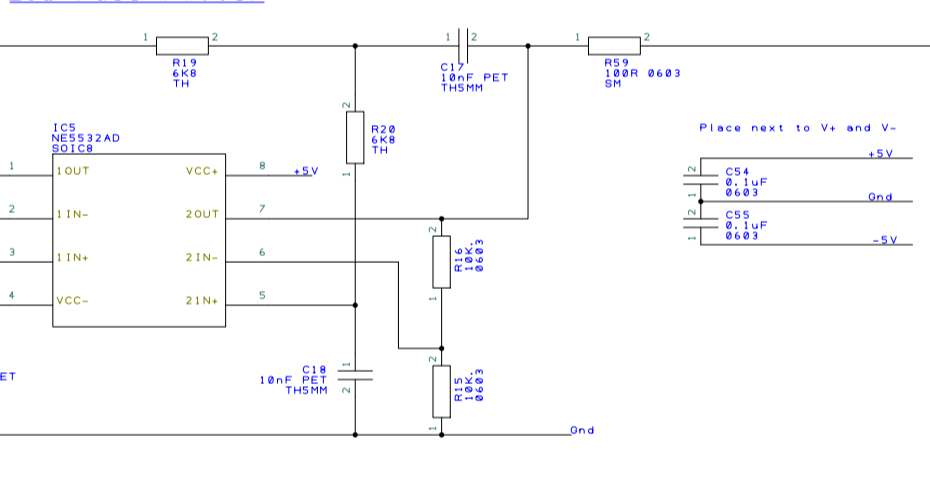 1
2
R19
6K8
TH
1
2
C17
10nF PET
TH5MM
1
2
R59
100R 0603
SM
2
R20
6K8
TH
1
Place next to V+ and V-
+5V
2
C54
0.1uF
0603
1
Gnd
2
C55
0.1uF
0603
1
-5V
IC5
NE5532AD
SOIC8
1
1OUT
VCC+
8
+5V
2
1IN-
2OUT
7
3
1IN+
2IN-
6
4
VCC-
2IN+
5
2
R16
10K.
0603
1
ET
C18
10nF PET
TH5MM
1
2
2
R15
10K.
0603
1
Gnd